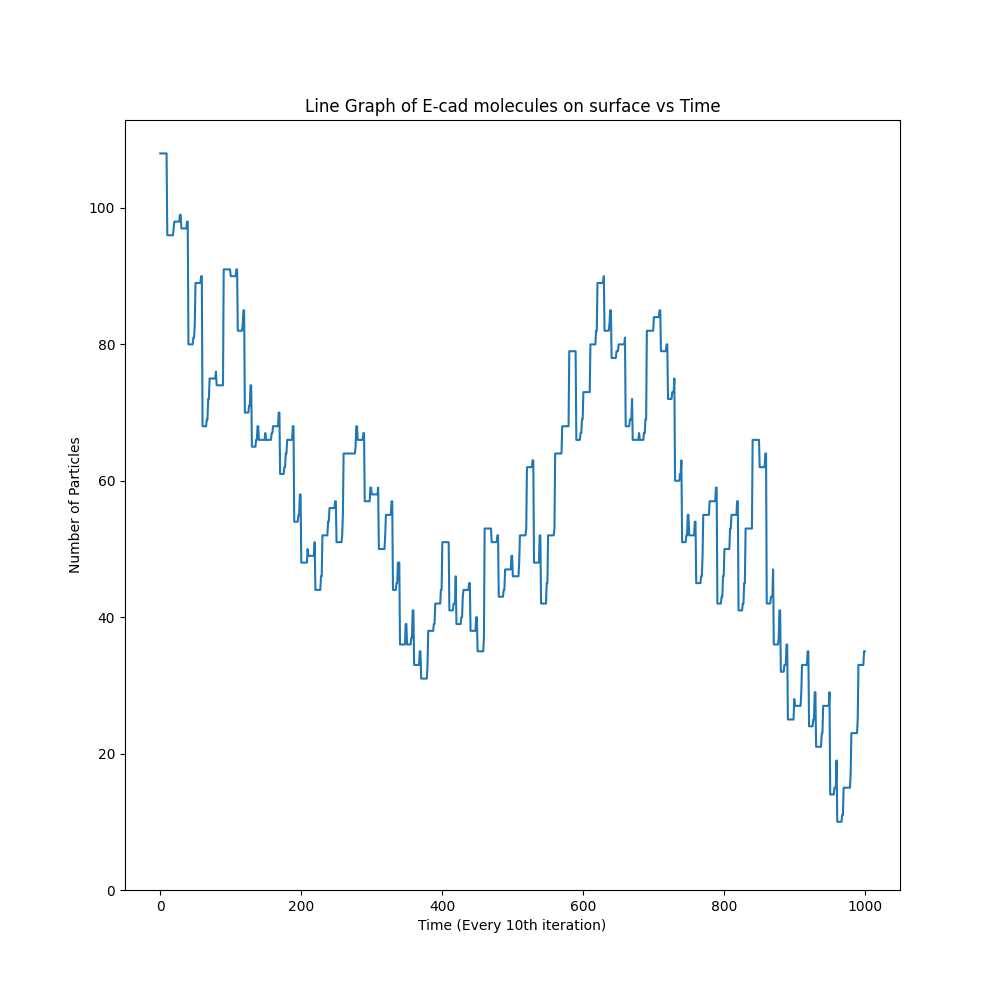 Line Graph of E-cad molecules on surface vs Time
Number of Particles
100
80
60
40
20
0
0 200 400 600 800 1000
Time (Every 10th iteration)